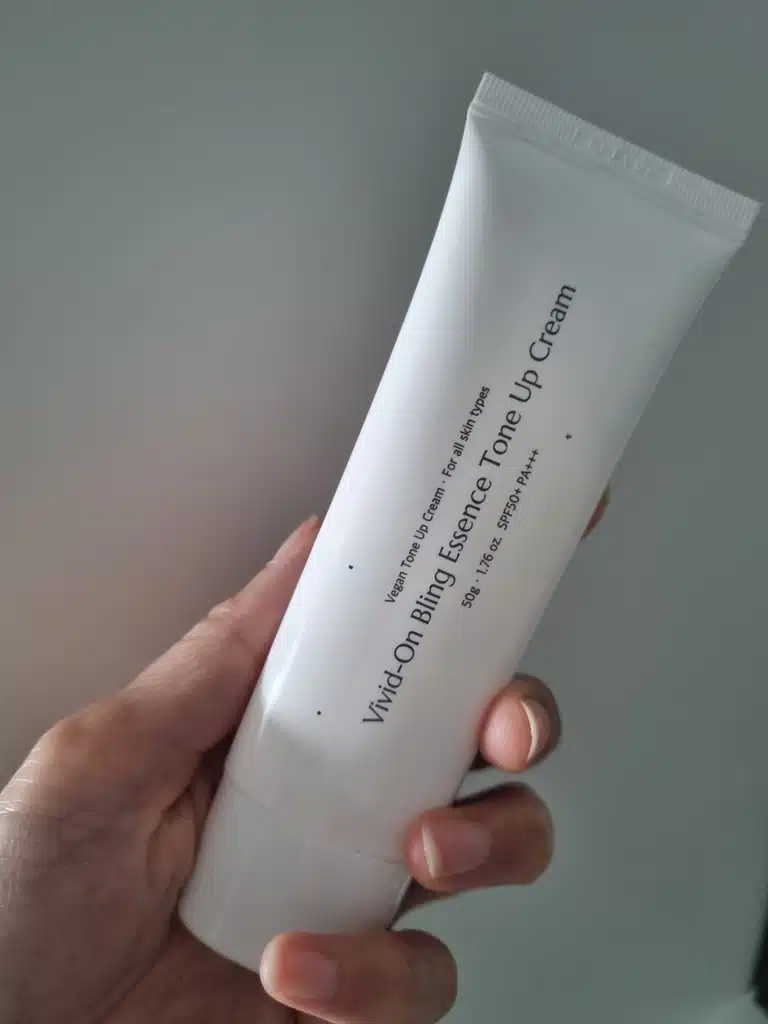 Vegan Tone Up Cream · For all skin types
Vivid-On Bling Essence Tone Up Cream
50g · 1.76 oz. SPF50+ PA+++